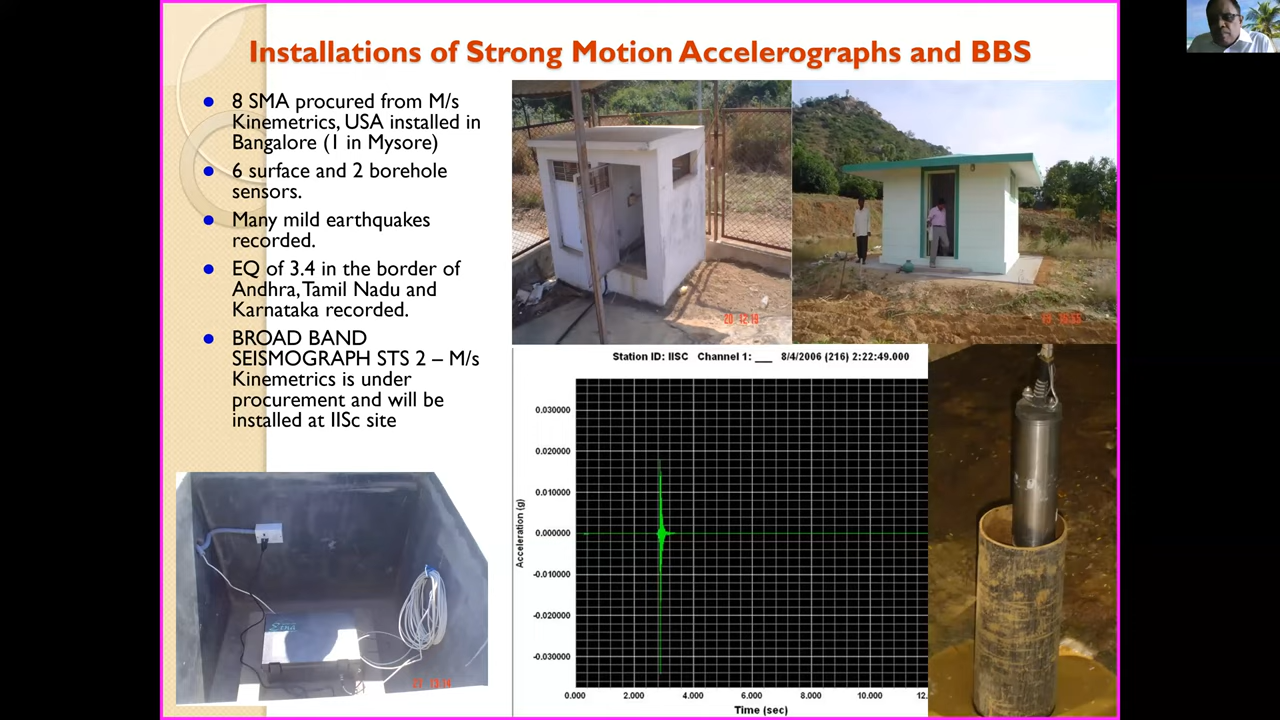 Installations of Strong Motion Accelerographs and BBS
8 SMA procured from M/s
Kinemetrics, USA installed in
Bangalore (1 in Mysore)
6 surface and 2 borehole
sensors.
Many mild earthquakes
recorded.
EQ of 3.4 in the border of
Andhra, Tamil Nadu and
Karnataka recorded.
BROAD BAND
SEISMOGRAPH STS 2 – M/s
Kinemetrics is under
procurement and will be
installed at IISc site
Station ID: IISC Channel 1: ___ 8/4/2006 (216) 2:22:49.000
0.030000
0.020000
0.010000
0.000000
-0.010000
-0.020000
-0.030000
Acceleration (g)
0.000 2.000 4.000 6.000 8.000 10.000 12.
Time (sec)
Etna